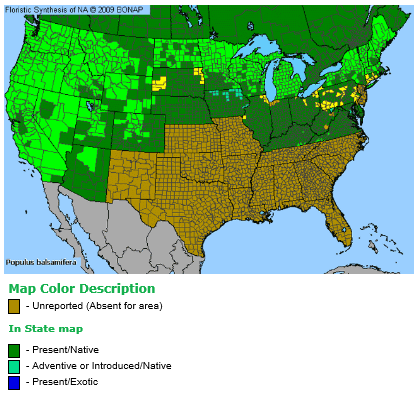 Floristic Synthesis of NA © 2009 BONAP
Populus balsamifera
Map Color Description
- Unreported (Absent for area)
In State map
- Present/Native
- Adventive or Introduced/Native
- Present/Exotic